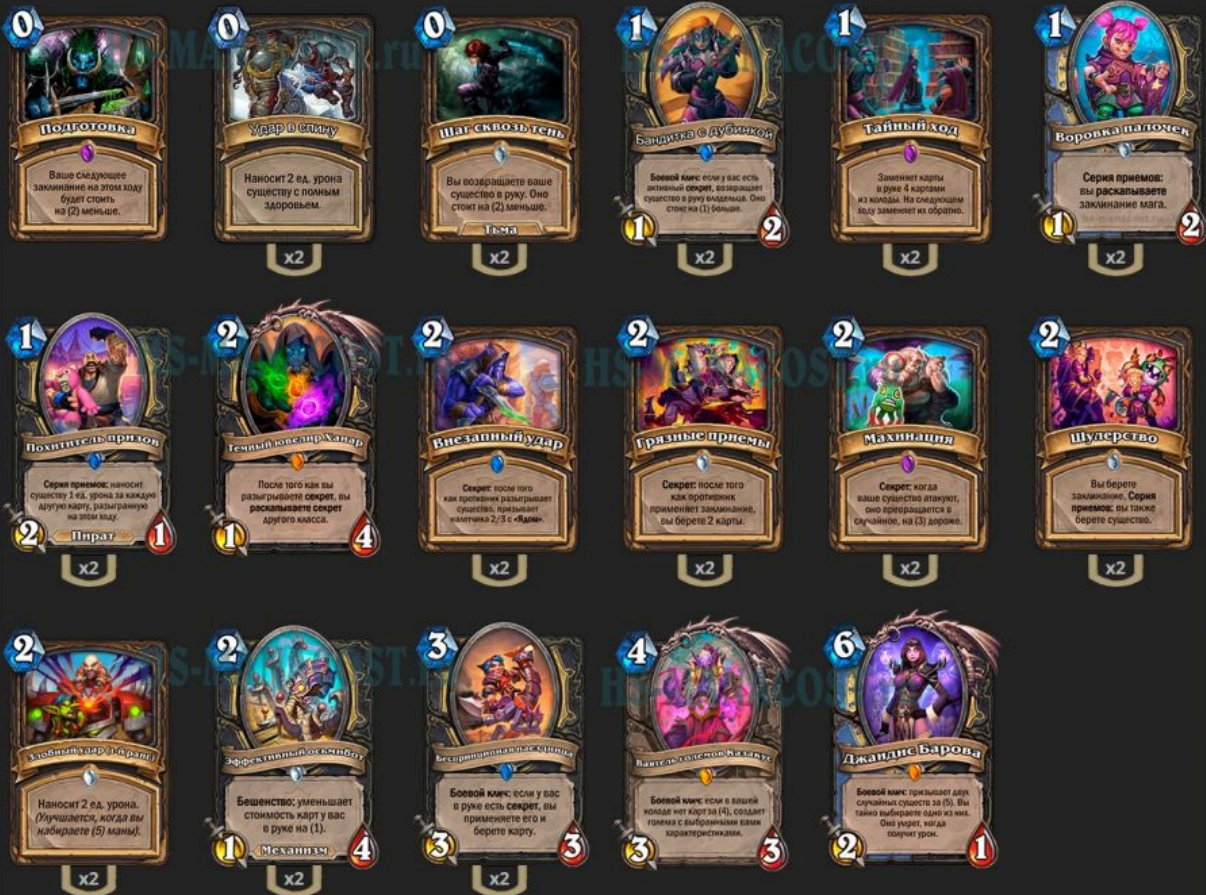 0
Подготовка
Ваше следующее
заклинание на этом ходу
будет стоить
на (2) меньше.
0
Удар в спину
Наносит 2 ед. урона
существу с полным
здоровьем.
x2
0
Шаг сквозь тень
Вы возвращаете ваше
существо в руку. Оно
стоит на (2) меньше.
Тьма
x2
1
Бандитка с дубинкой
Боевой клич: если у вас есть
активный секрет, возвращает
существо в руку владельца. Оно
стоит на (1) больше.
1
2
x2
1
Тайный ход
Заменяет карты
в руке 4 картами
из колоды. На следующем
ходу заменяет их обратно.
x2
1
Воровка палочек
Серия приемов:
вы раскапываете
заклинание мага.
hs-manacost.ru
1
2
x2
1
Похититель призов
Серия приемов: наносит
существу 1 ед. урона за каждую
другую карту, разыгранную
на этом ходу.
2
Пират
1
x2
2
Темный ювелир Ханар
После того как вы
разыгрываете секрет, вы
раскапываете секрет
другого класса.
1
4
2
Внезапный удар
Секрет: после того
как противник разыгрывает
существо, призывает
налетчика 2/3 с «Ядом».
x2
2
Грязные приемы
Секрет: после того
как противник
применяет заклинание,
вы берете 2 карты.
x2
2
Махинация
Секрет: когда
ваше существо атакуют,
оно превращается в
случайное, на (3) дороже.
x2
2
Шулерство
Вы берете
заклинание. Серия
приемов: вы также
берете существо.
x2
2
Злобный удар (1-й ранг)
Наносит 2 ед. урона.
(Улучшается, когда вы
набираете (5) маны).
x2
2
Эффективный осьмибот
Бешенство: уменьшает
стоимость карт у вас
в руке на (1).
1
Механизм
4
x2
3
Беспринципная наездница
Боевой клич: если у вас
в руке есть секрет, вы
применяете его и
берете карту.
3
3
x2
4
Ваятель големов Казакус
Боевой клич: если в вашей
колоде нет карт за (4), создает
голема с выбранными вами
характеристиками.
3
3
6
Джандис Барова
Боевой клич: призывает двух
случайных существ за (5). Вы
тайно выбираете одно из них.
Оно умрет, когда
получит урон.
2
1